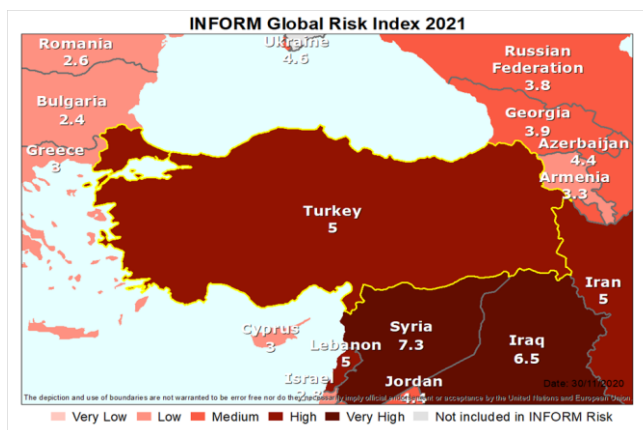 INFORM Global Risk Index 2021
Romania
2.6
Ukraine
4.6
Russian
Federation
3.8
Bulgaria
2.4
Georgia
3.9
Greece
3
Azerbaijan
4.4
Armenia
3.3
Turkey
5
Iran
5
Cyprus
3
Lebanon
5
Syria
7.3
Iraq
6.5
Israel
Jordan
Date: 30/11/2020
The depiction and use of boundaries are not warranted to be error free nor do they necessarily imply official endorsement or acceptance by the United Nations and European Union
Very Low Low Medium High Very High Not included in INFORM Risk